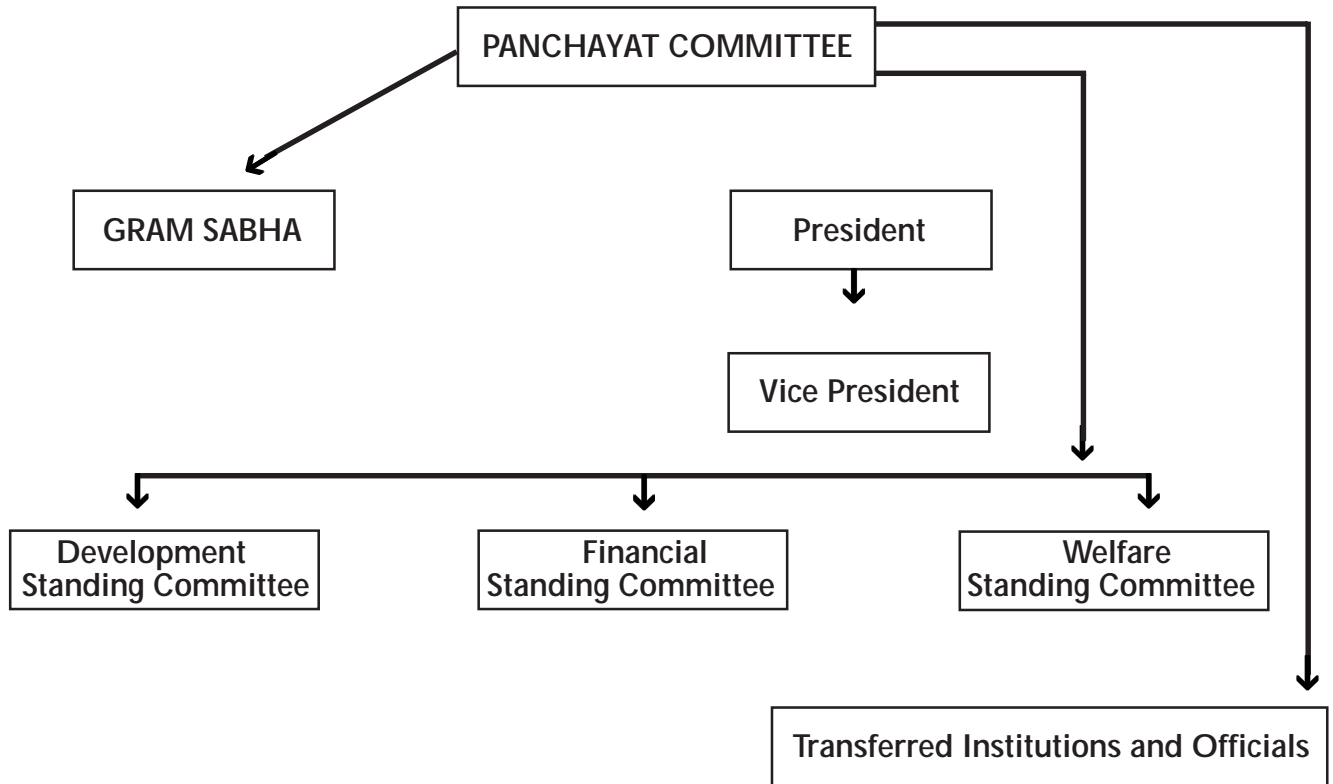 PANCHAYAT COMMITTEE
GRAM SABHA
President
Vice President
Development
Standing Committee
Financial
Standing Committee
Welfare
Standing Committee
Transferred Institutions and Officials